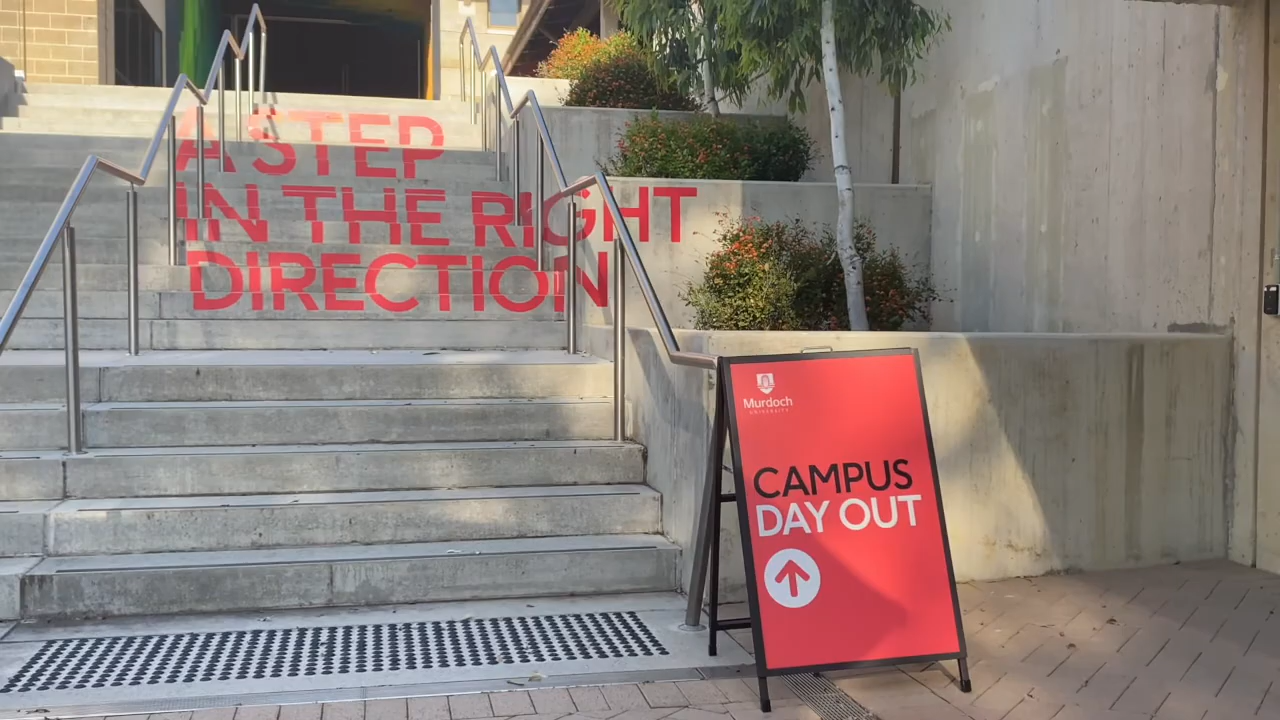 A STEP
IN THE RIGHT
DIRECTION
Murdoch
UNIVERSITY
CAMPUS
DAY OUT